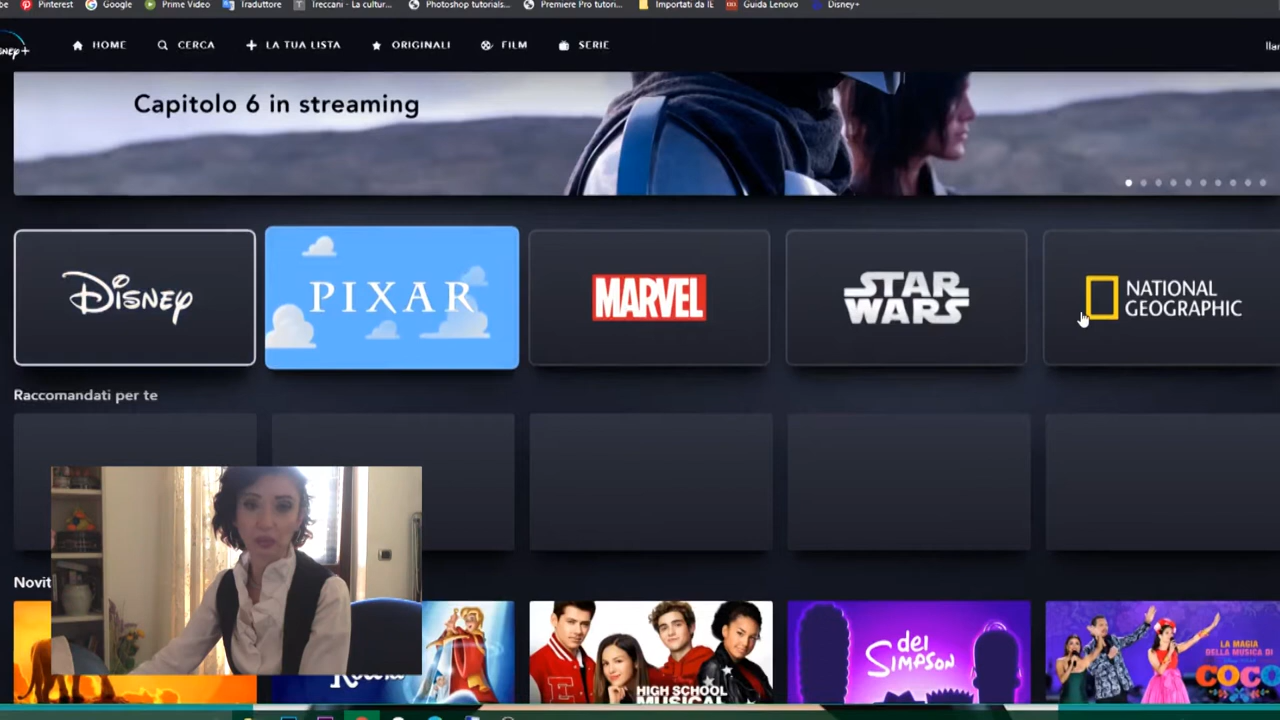 Pinterest Google Prime Video Traduttore Treccani - La cultur... Photoshop tutorials... Premiere Pro tutori... Importati da IE Guida Lenovo Disney+
HOME CERCA LA TUA LISTA ORIGINALI FILM SERIE
Capitolo 6 in streaming
Disney
PIXAR
MARVEL
STAR WARS
NATIONAL
GEOGRAPHIC
Raccomandati per te
Novit
HIGH SCHOOL
MUSICAL
dei
SIMPSON
LA MAGIA
DELLA MUSICA DI
COCO